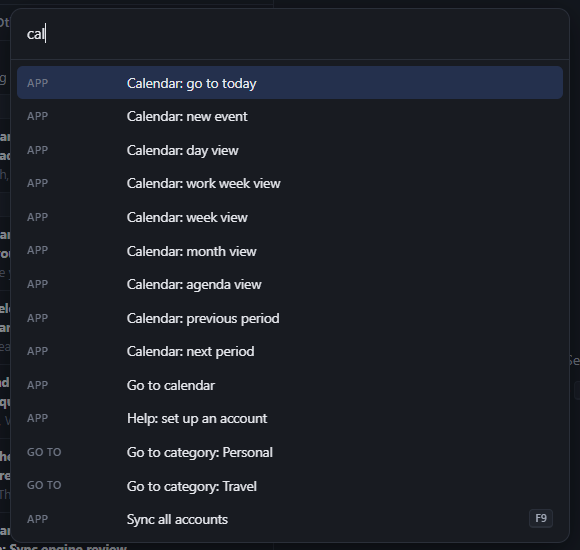 cal
APP Calendar: go to today
APP Calendar: new event
APP Calendar: day view
APP Calendar: work week view
APP Calendar: week view
APP Calendar: month view
APP Calendar: agenda view
APP Calendar: previous period
APP Calendar: next period
APP Go to calendar
APP Help: set up an account
GO TO Go to category: Personal
GO TO Go to category: Travel
APP Sync all accounts F9
: Sync engine review